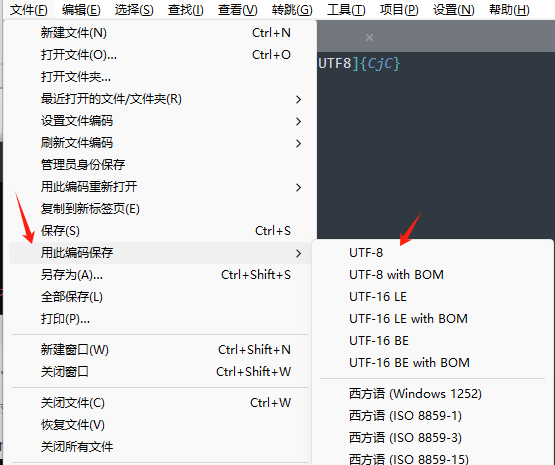 文件(F) 编辑(E) 选择(S) 查找(I) 查看(V) 转跳(G) 工具(T) 项目(P) 设置(N) 帮助(H)
新建文件(N) Ctrl+N
打开文件(O)... Ctrl+O
UTF8]{CjC}
打开文件夹...
最近打开的文件/文件夹(R)
设置文件编码
刷新文件编码
管理员身份保存
用此编码重新打开
复制到新标签页(E)
保存(S) Ctrl+S
用此编码保存
UTF-8
另存为(A)... Ctrl+Shift+S
UTF-8 with BOM
全部保存(L)
UTF-16 LE
打印(P)...
UTF-16 LE with BOM
UTF-16 BE
新建窗口(W) Ctrl+Shift+N
UTF-16 BE with BOM
关闭窗口 Ctrl+Shift+W
西方语 (Windows 1252)
关闭文件(C) Ctrl+W
西方语 (ISO 8859-1)
恢复文件(V)
西方语 (ISO 8859-3)
关闭所有文件
西方语 (ISO 8859-15)